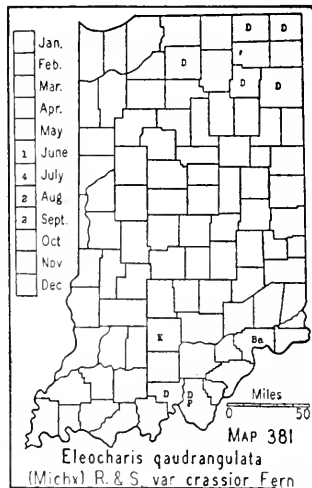 Jan.
Feb.
Mar.
Apr.
May
1 June
4 July
2 Aug
3 Sept.
Oct
Nov
Dec
D D
D f
D D
K
Ba
D D
P
Miles
0 50
MAP 381
Eleocharis qaudrangulata
(Michx) R. & S. var crassior Fern